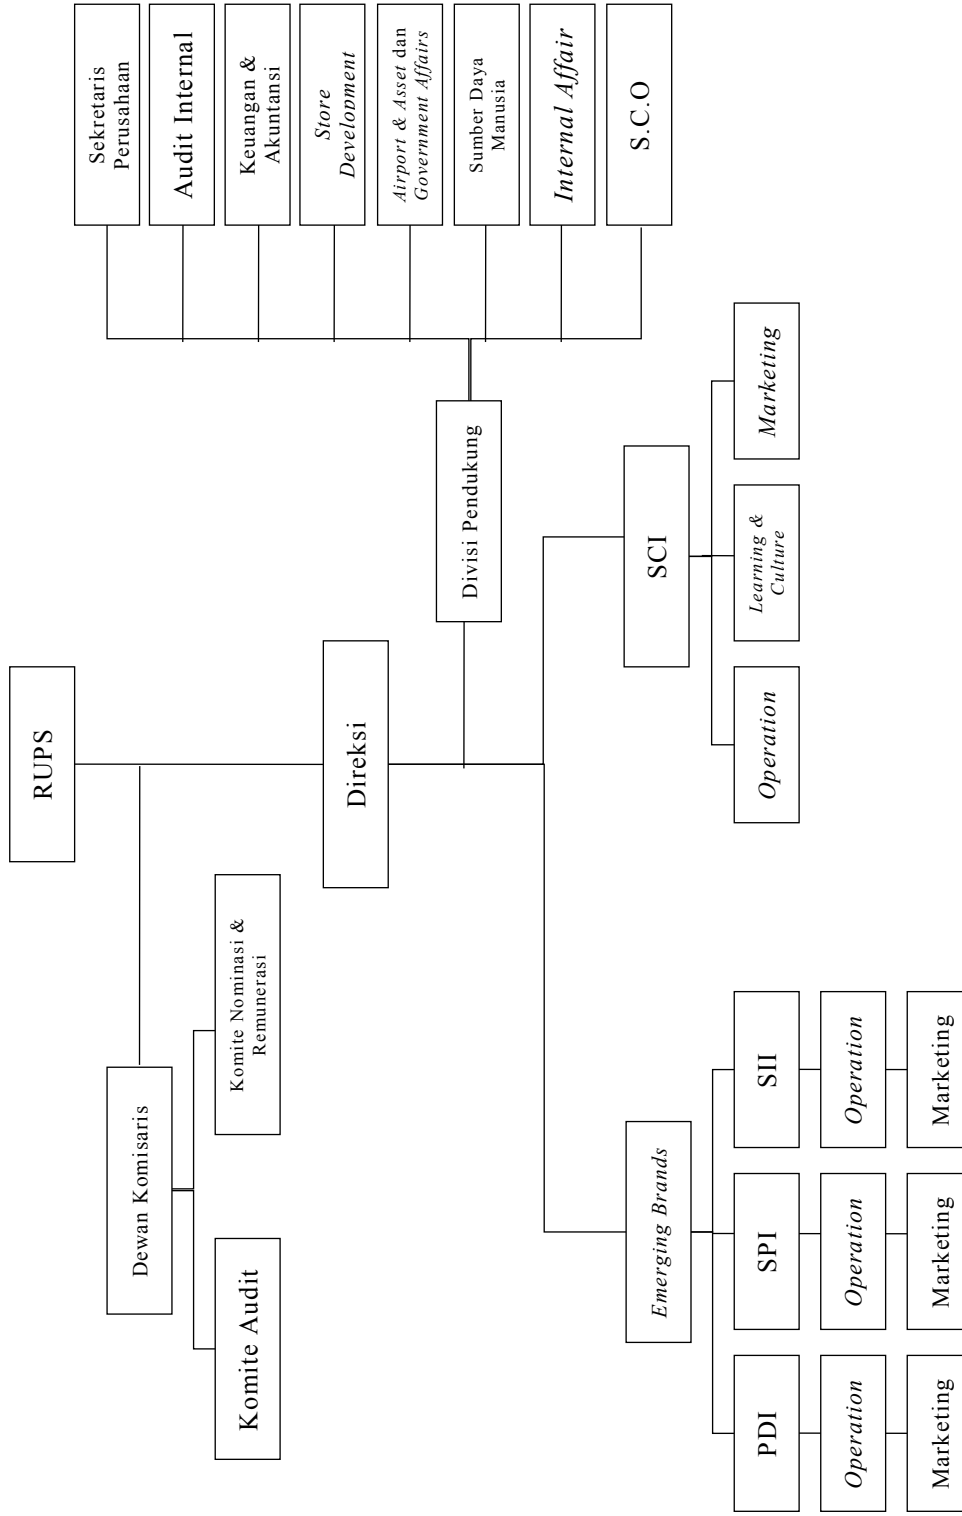 RUPS
Dewan Komisaris
Komite Audit
Komite Nominasi &
Remunerasi
Direksi
Divisi Pendukung
Sekretaris
Perusahaan
Audit Internal
Keuangan &
Akuntansi
Store
Development
Airport & Asset dan
Government Affairs
Sumber Daya
Manusia
Internal Affair
S.C.O
Emerging Brands
PDI
SPI
SII
Operation
Operation
Operation
Marketing
Marketing
Marketing
SCI
Operation
Learning &
Culture
Marketing